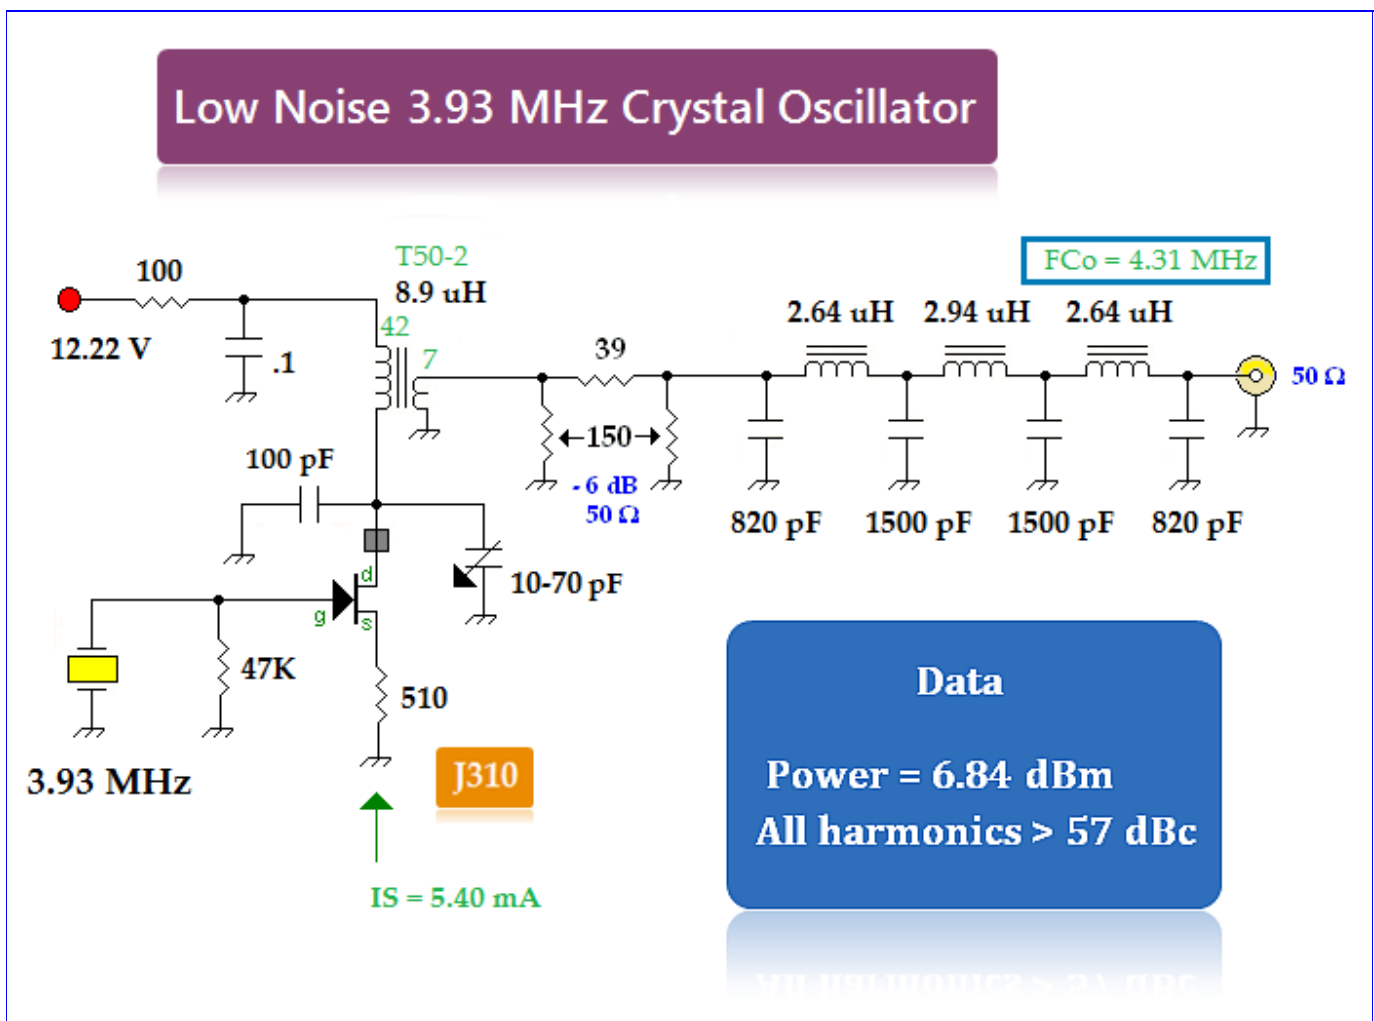 Low Noise 3.93 MHz Crystal Oscillator
100
12.22 V
.1
T50-2
8.9 uH
42
7
39
150
- 6 dB
50 Ω
FCo = 4.31 MHz
2.64 uH
2.94 uH
2.64 uH
50 Ω
820 pF
1500 pF
1500 pF
820 pF
100 pF
d
g
s
10-70 pF
47K
510
3.93 MHz
J310
IS = 5.40 mA
Data
Power = 6.84 dBm
All harmonics > 57 dBc